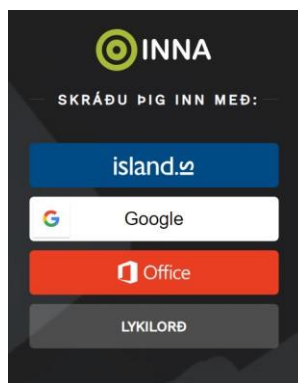 INNA
SKRÁÐU ÞIG INN MEÐ:
island.is
Google
Office
LYKILORÐ